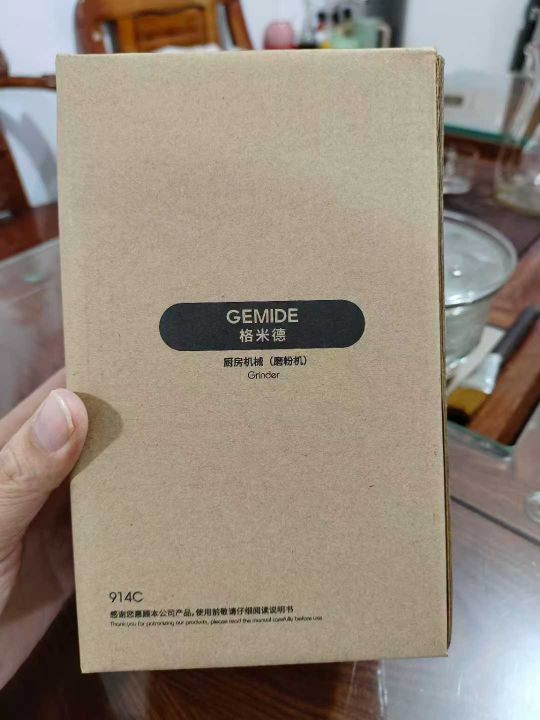 GEMIDE
格米德
厨房机械（磨粉机）
Grinder
914C
感谢您惠顾本公司产品，使用前敬请仔细阅读说明书
Thank you for patronizing our products, please read the manual carefully before use